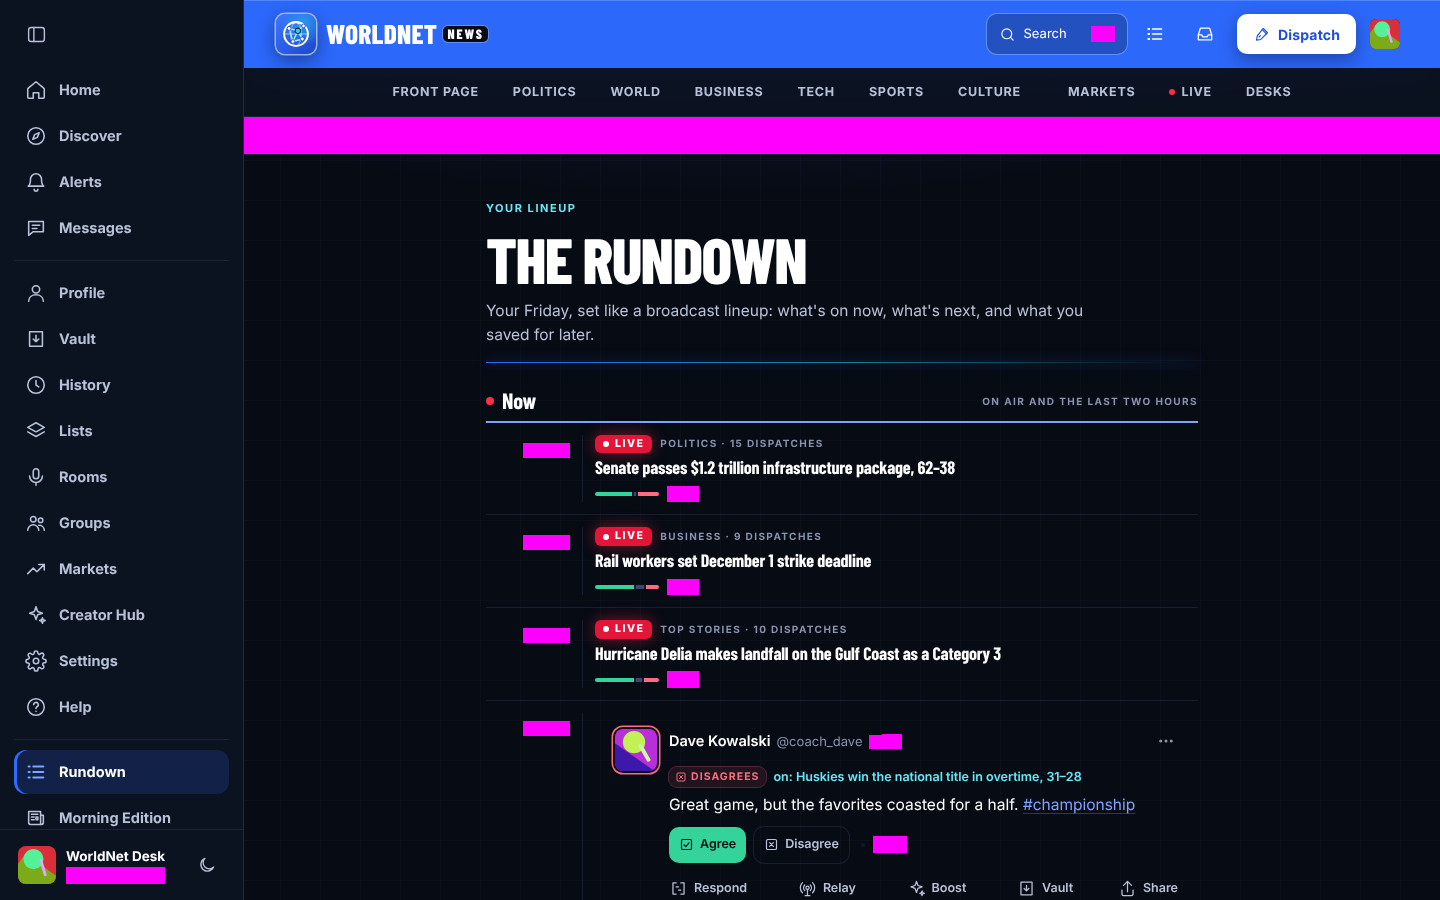 WORLDNET NEWS
Search
Dispatch
Home
Discover
Alerts
Messages
Profile
Vault
History
Lists
Rooms
Groups
Markets
Creator Hub
Settings
Help
Rundown
Morning Edition
WorldNet Desk
FRONT PAGE POLITICS WORLD BUSINESS TECH SPORTS CULTURE MARKETS LIVE DESKS
YOUR LINEUP
THE RUNDOWN
Your Friday, set like a broadcast lineup: what's on now, what's next, and what you
saved for later.
Now
ON AIR AND THE LAST TWO HOURS
LIVE POLITICS · 15 DISPATCHES
Senate passes $1.2 trillion infrastructure package, 62–38
LIVE BUSINESS · 9 DISPATCHES
Rail workers set December 1 strike deadline
LIVE TOP STORIES · 10 DISPATCHES
Hurricane Delia makes landfall on the Gulf Coast as a Category 3
Dave Kowalski @coach_dave
DISAGREES on: Huskies win the national title in overtime, 31–28
Great game, but the favorites coasted for a half. #championship
Agree Disagree
Respond Relay Boost Vault Share